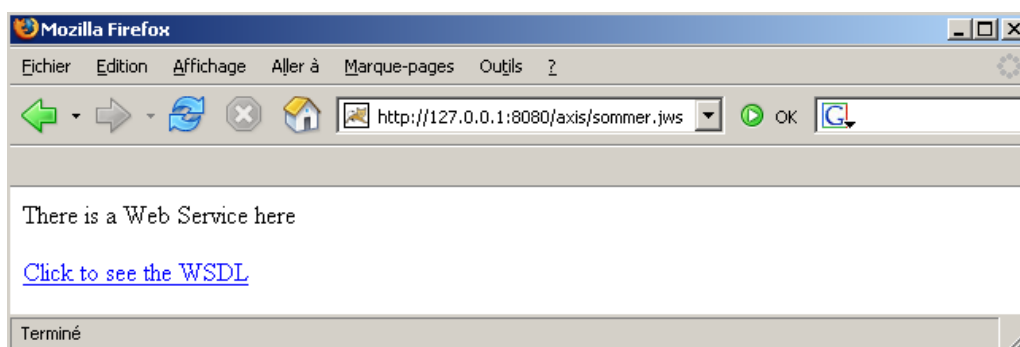 Mozilla Firefox
Fichier Edition Affichage Aller à Marque-pages Outils ?
http://127.0.0.1:8080/axis/sommer.jws OK G
There is a Web Service here
Click to see the WSDL
Terminé